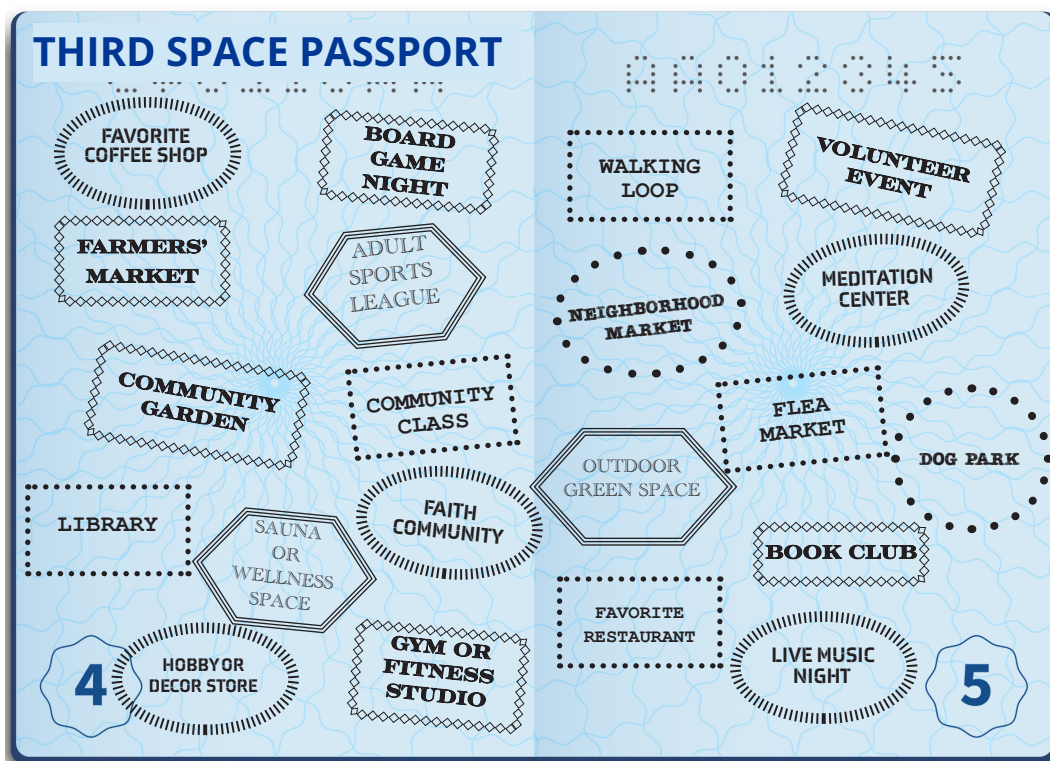 THIRD SPACE PASSPORT
FAVORITE
COFFEE SHOP
BOARD
GAME
NIGHT
FARMERS'
MARKET
ADULT
SPORTS
LEAGUE
COMMUNITY
GARDEN
COMMUNITY
CLASS
LIBRARY
SAUNA
OR
WELLNESS
SPACE
FAITH
COMMUNITY
HOBBY OR
DECOR STORE
GYM OR
FITNESS
STUDIO
4
A0012345
WALKING
LOOP
VOLUNTEER
EVENT
NEIGHBORHOOD
MARKET
MEDITATION
CENTER
FLEA
MARKET
DOG PARK
OUTDOOR
GREEN SPACE
BOOK CLUB
FAVORITE
RESTAURANT
LIVE MUSIC
NIGHT
5